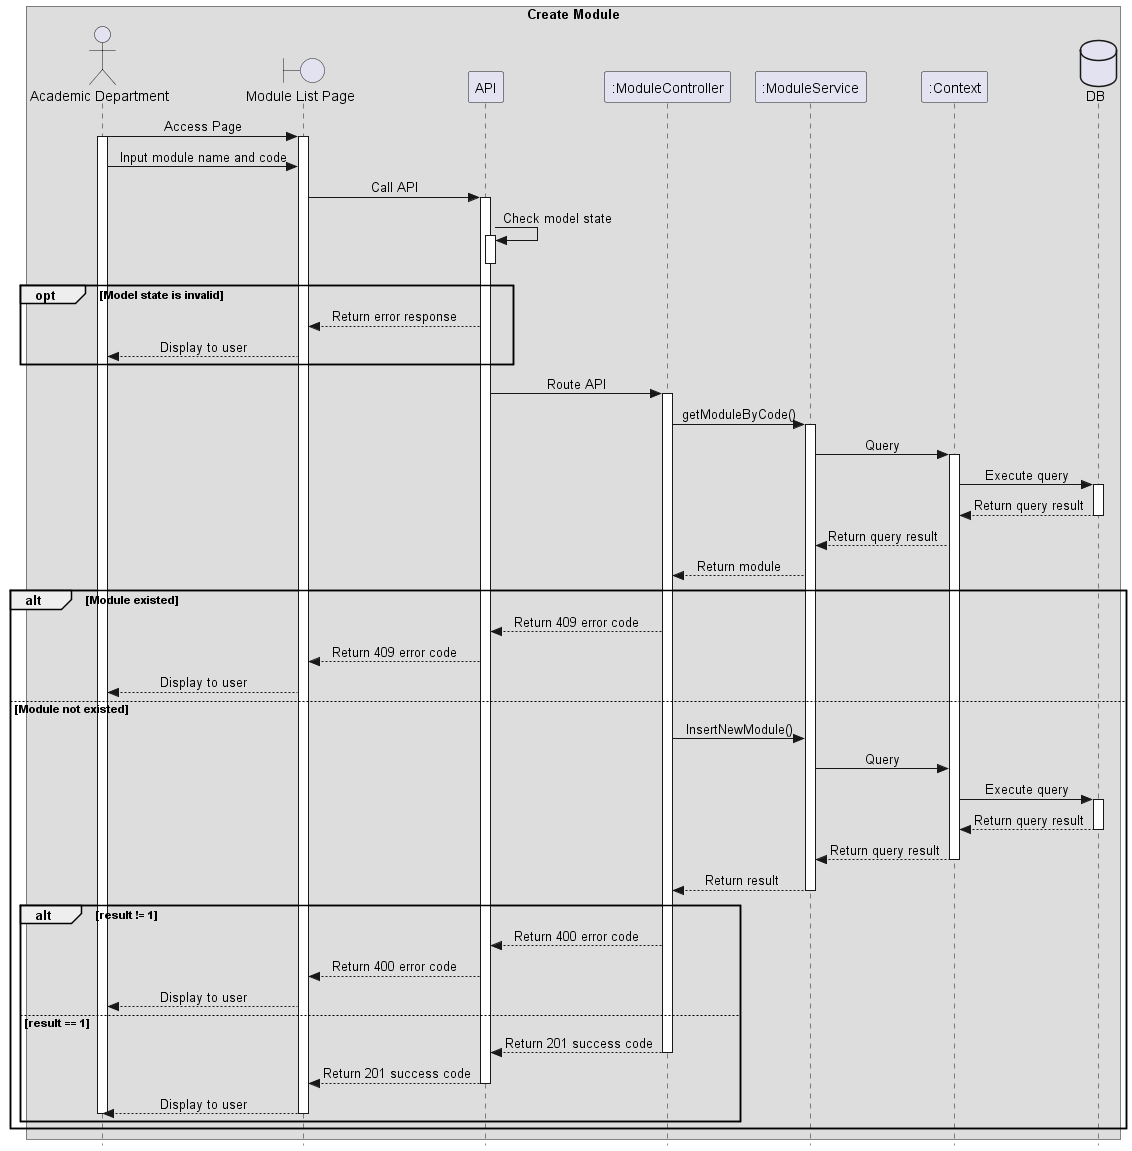 Create Module
Academic Department
Module List Page
API
:ModuleController
:ModuleService
:Context
DB
Access Page
Input module name and code
Call API
Check model state
opt [Model state is invalid]
Return error response
Display to user
Route API
getModuleByCode()
Query
Execute query
Return query result
Return query result
Return module
alt [Module existed]
Return 409 error code
Return 409 error code
Display to user
[Module not existed]
InsertNewModule()
Query
Execute query
Return query result
Return query result
Return result
alt [result != 1]
Return 400 error code
Return 400 error code
Display to user
[result == 1]
Return 201 success code
Return 201 success code
Display to user